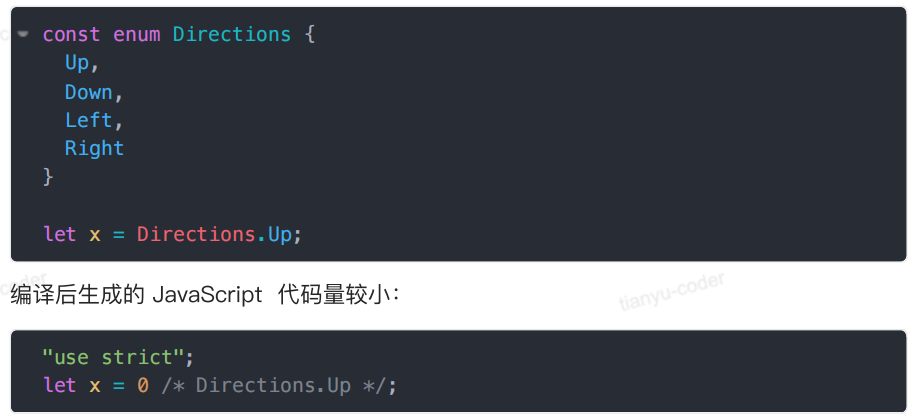 const enum Directions {
  Up,
  Down,
  Left,
  Right
}

let x = Directions.Up;
编译后生成的 JavaScript 代码量较小：
tianyu-coder
"use strict";
let x = 0 /* Directions.Up */;